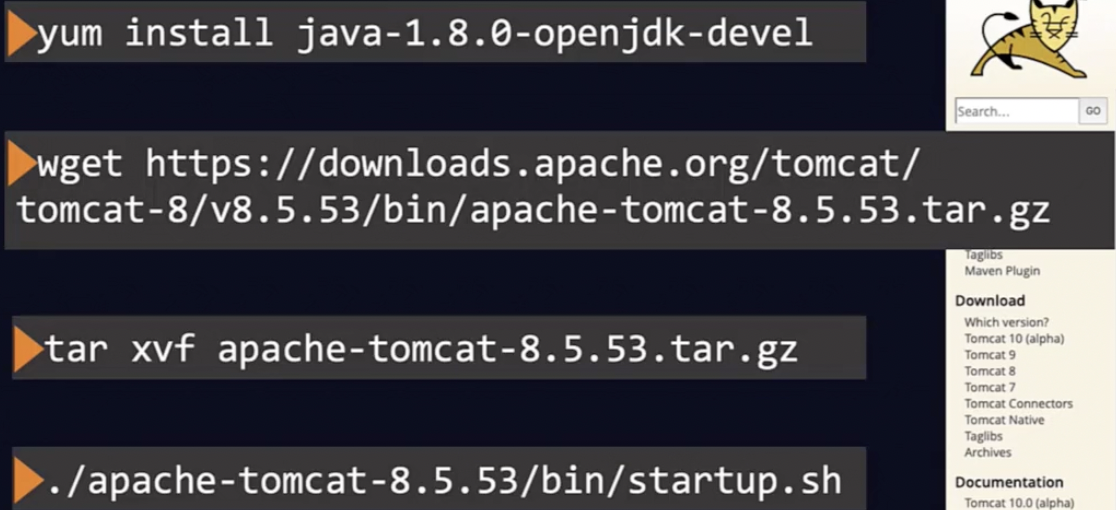 yum install java-1.8.0-openjdk-devel
wget https://downloads.apache.org/tomcat/
tomcat-8/v8.5.53/bin/apache-tomcat-8.5.53.tar.gz
tar xvf apache-tomcat-8.5.53.tar.gz
./apache-tomcat-8.5.53/bin/startup.sh
Search...
GO
Taglibs
Maven Plugin
Download
Which version?
Tomcat 10 (alpha)
Tomcat 9
Tomcat 8
Tomcat 7
Tomcat Connectors
Tomcat Native
Taglibs
Archives
Documentation
Tomcat 10.0 (alpha)